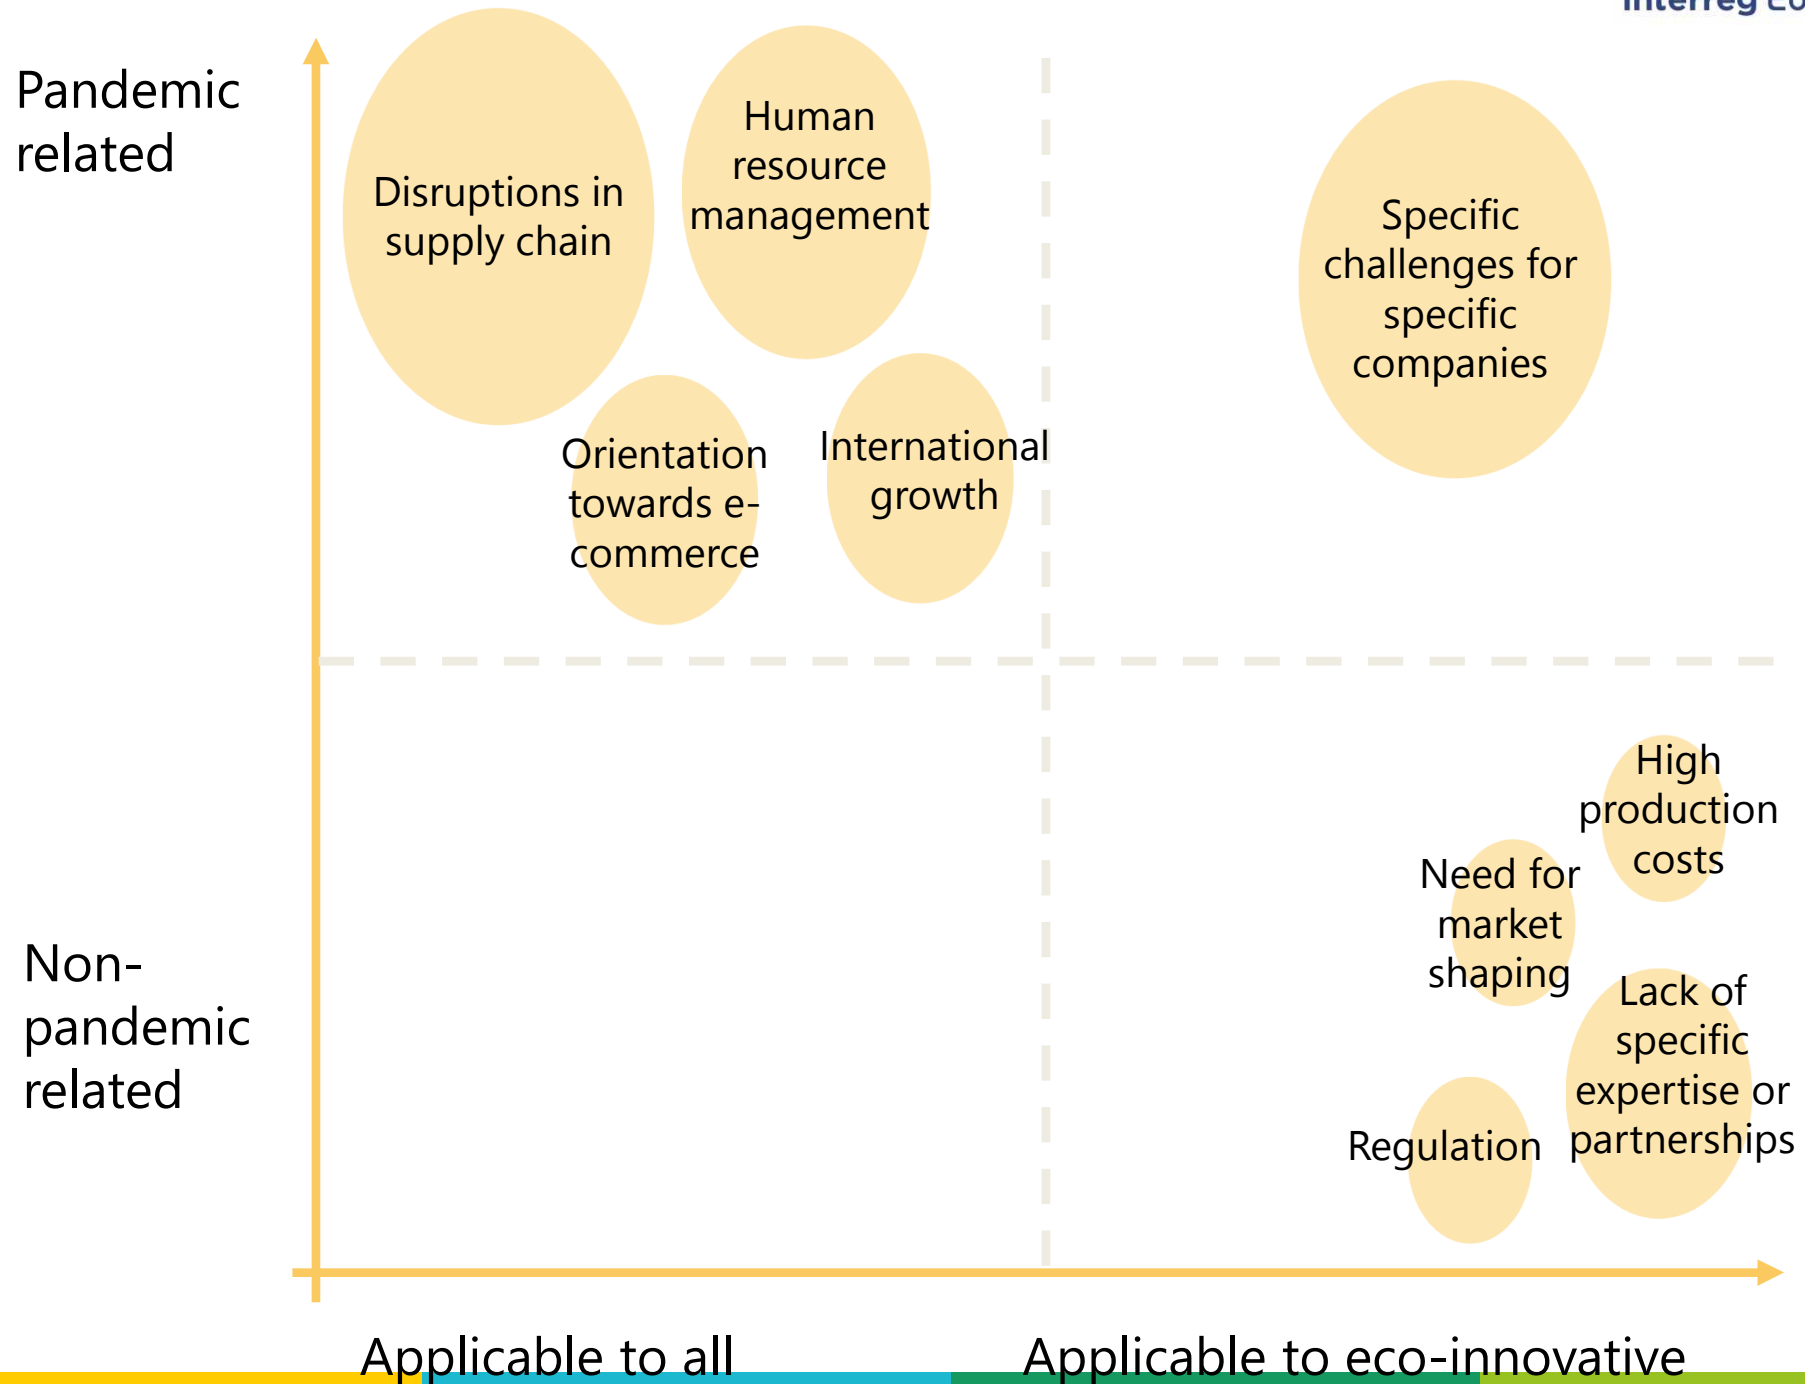 Interreg
Pandemic
related
Disruptions in
supply chain
Human
resource
management
Specific
challenges for
specific
companies
Orientation
towards e-
commerce
International
growth
High
production
costs
Need for
market
shaping
Non-
pandemic
related
Lack of
specific
expertise or
partnerships
Regulation
Applicable to all
Applicable to eco-innovative